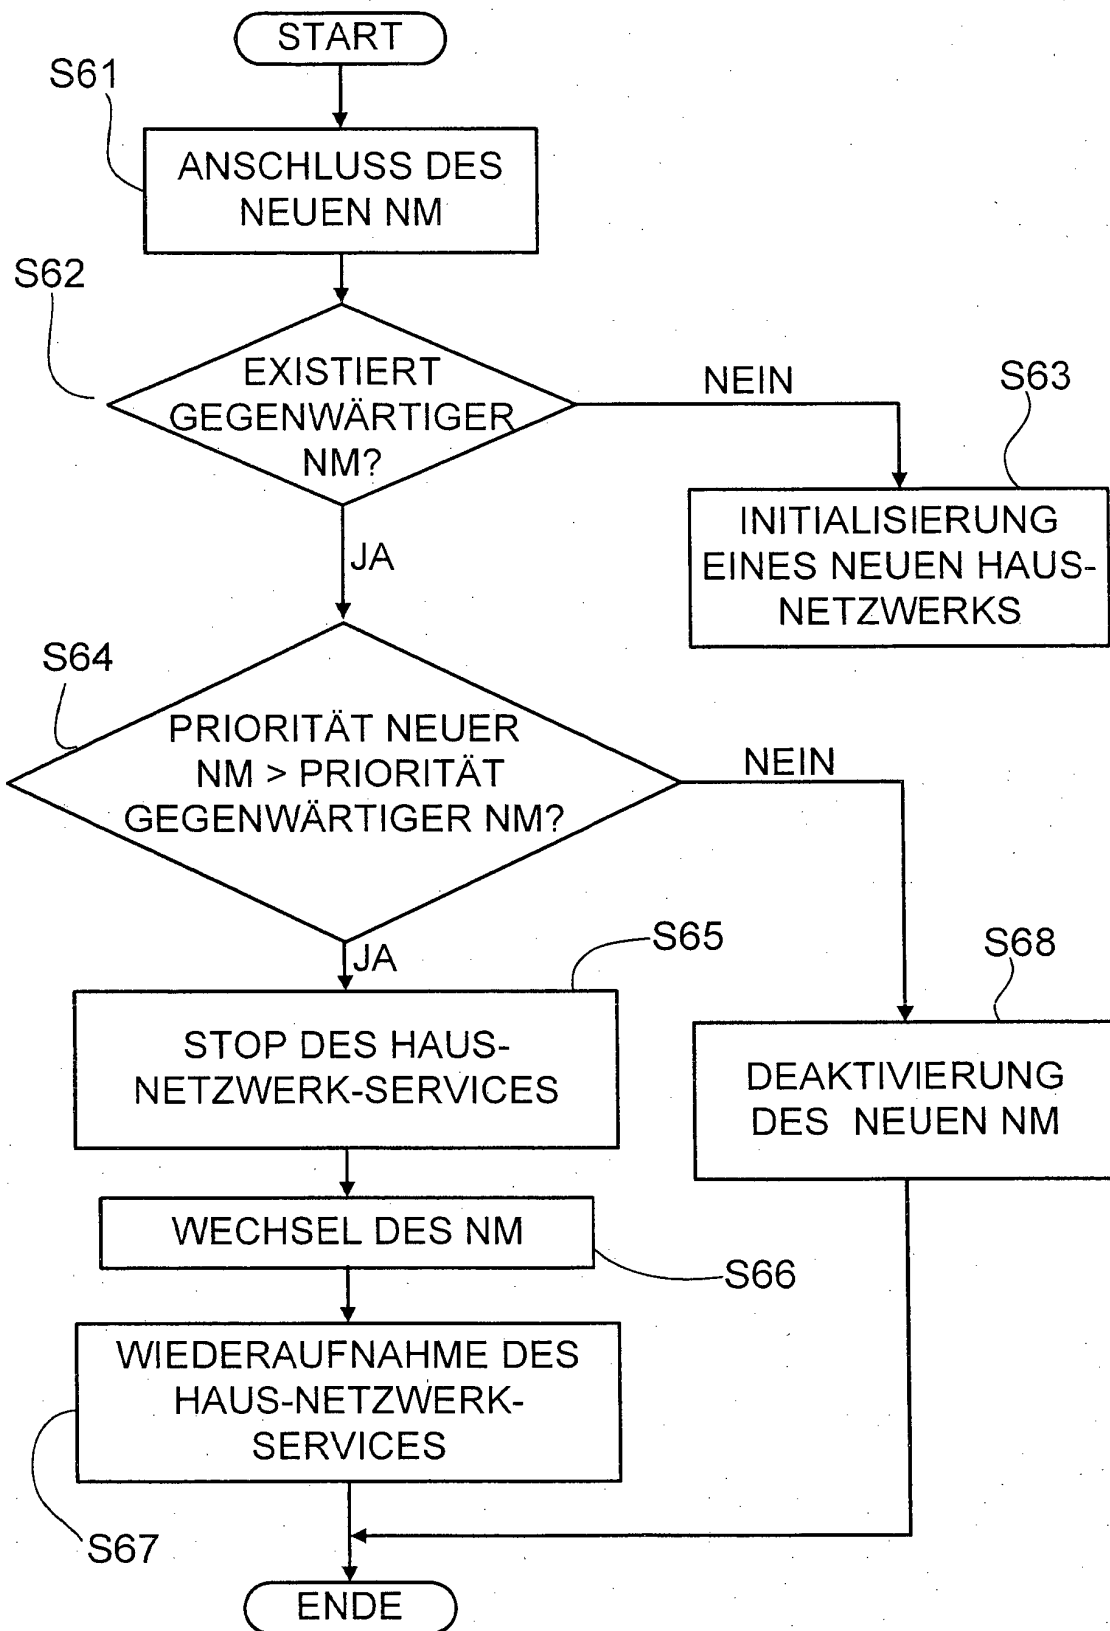 START
S61
ANSCHLUSS DES
NEUEN NM
S62
EXISTIERT
GEGENWÄRTIGER
NM?
NEIN
S63
INITIALISIERUNG
EINES NEUEN HAUS-
NETZWERKS
JA
S64
PRIORITÄT NEUER
NM > PRIORITÄT
GEGENWÄRTIGER NM?
NEIN
JA
S65
STOP DES HAUS-
NETZWERK-SERVICES
S68
DEAKTIVIERUNG
DES NEUEN NM
WECHSEL DES NM
S66
WIEDERAUFNAHME DES
HAUS-NETZWERK-
SERVICES
S67
ENDE